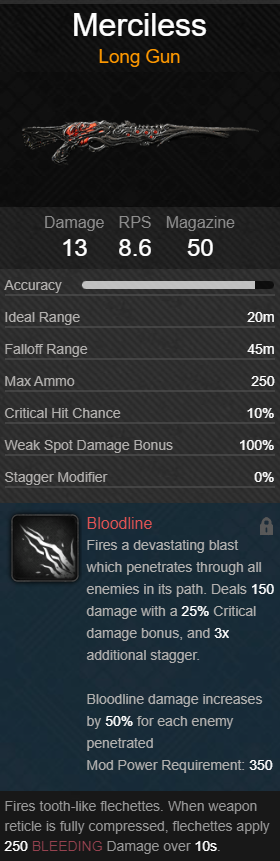 Merciless
Long Gun
Damage RPS Magazine
13 8.6 50
Accuracy
Ideal Range 20m
Falloff Range 45m
Max Ammo 250
Critical Hit Chance 10%
Weak Spot Damage Bonus 100%
Stagger Modifier 0%
Bloodline
Fires a devastating blast
which penetrates through all
enemies in its path. Deals 150
damage with a 25% Critical
damage bonus, and 3x
additional stagger.
Bloodline damage increases
by 50% for each enemy
penetrated
Mod Power Requirement: 350
Fires tooth-like flechettes. When weapon
reticle is fully compressed, flechettes apply
250 BLEEDING Damage over 10s.